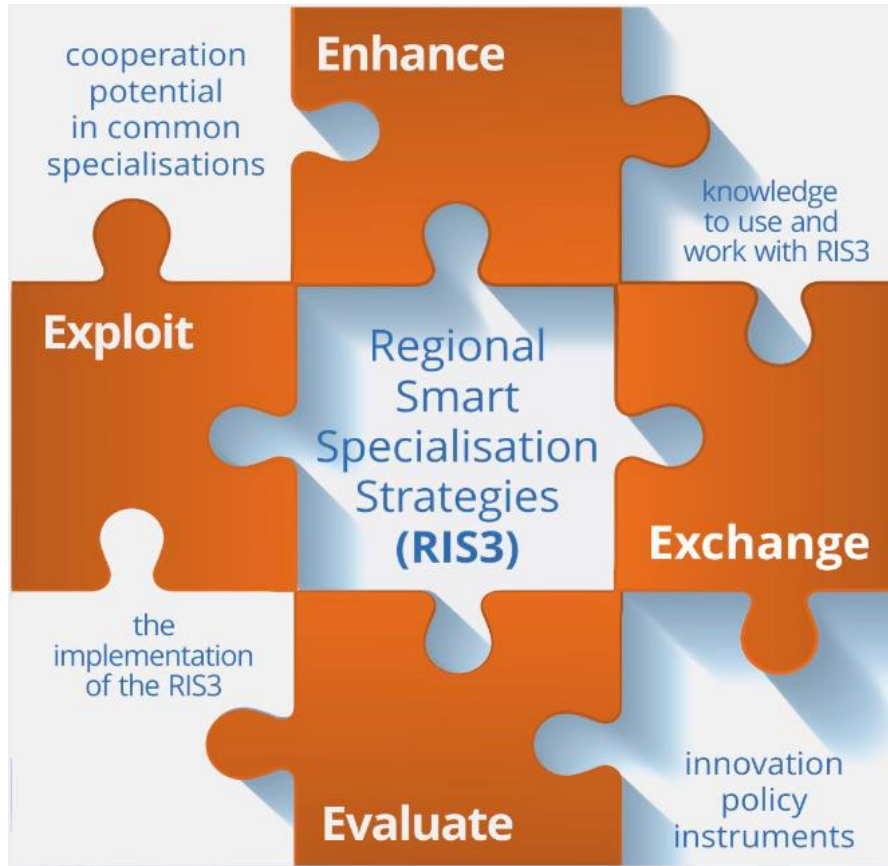 Enhance
knowledge
to use and
work with RIS3
Exchange
innovation
policy
instruments
Evaluate
the
implementation
of the RIS3
Exploit
cooperation
potential
in common
specialisations
Regional
Smart
Specialisation
Strategies
(RIS3)